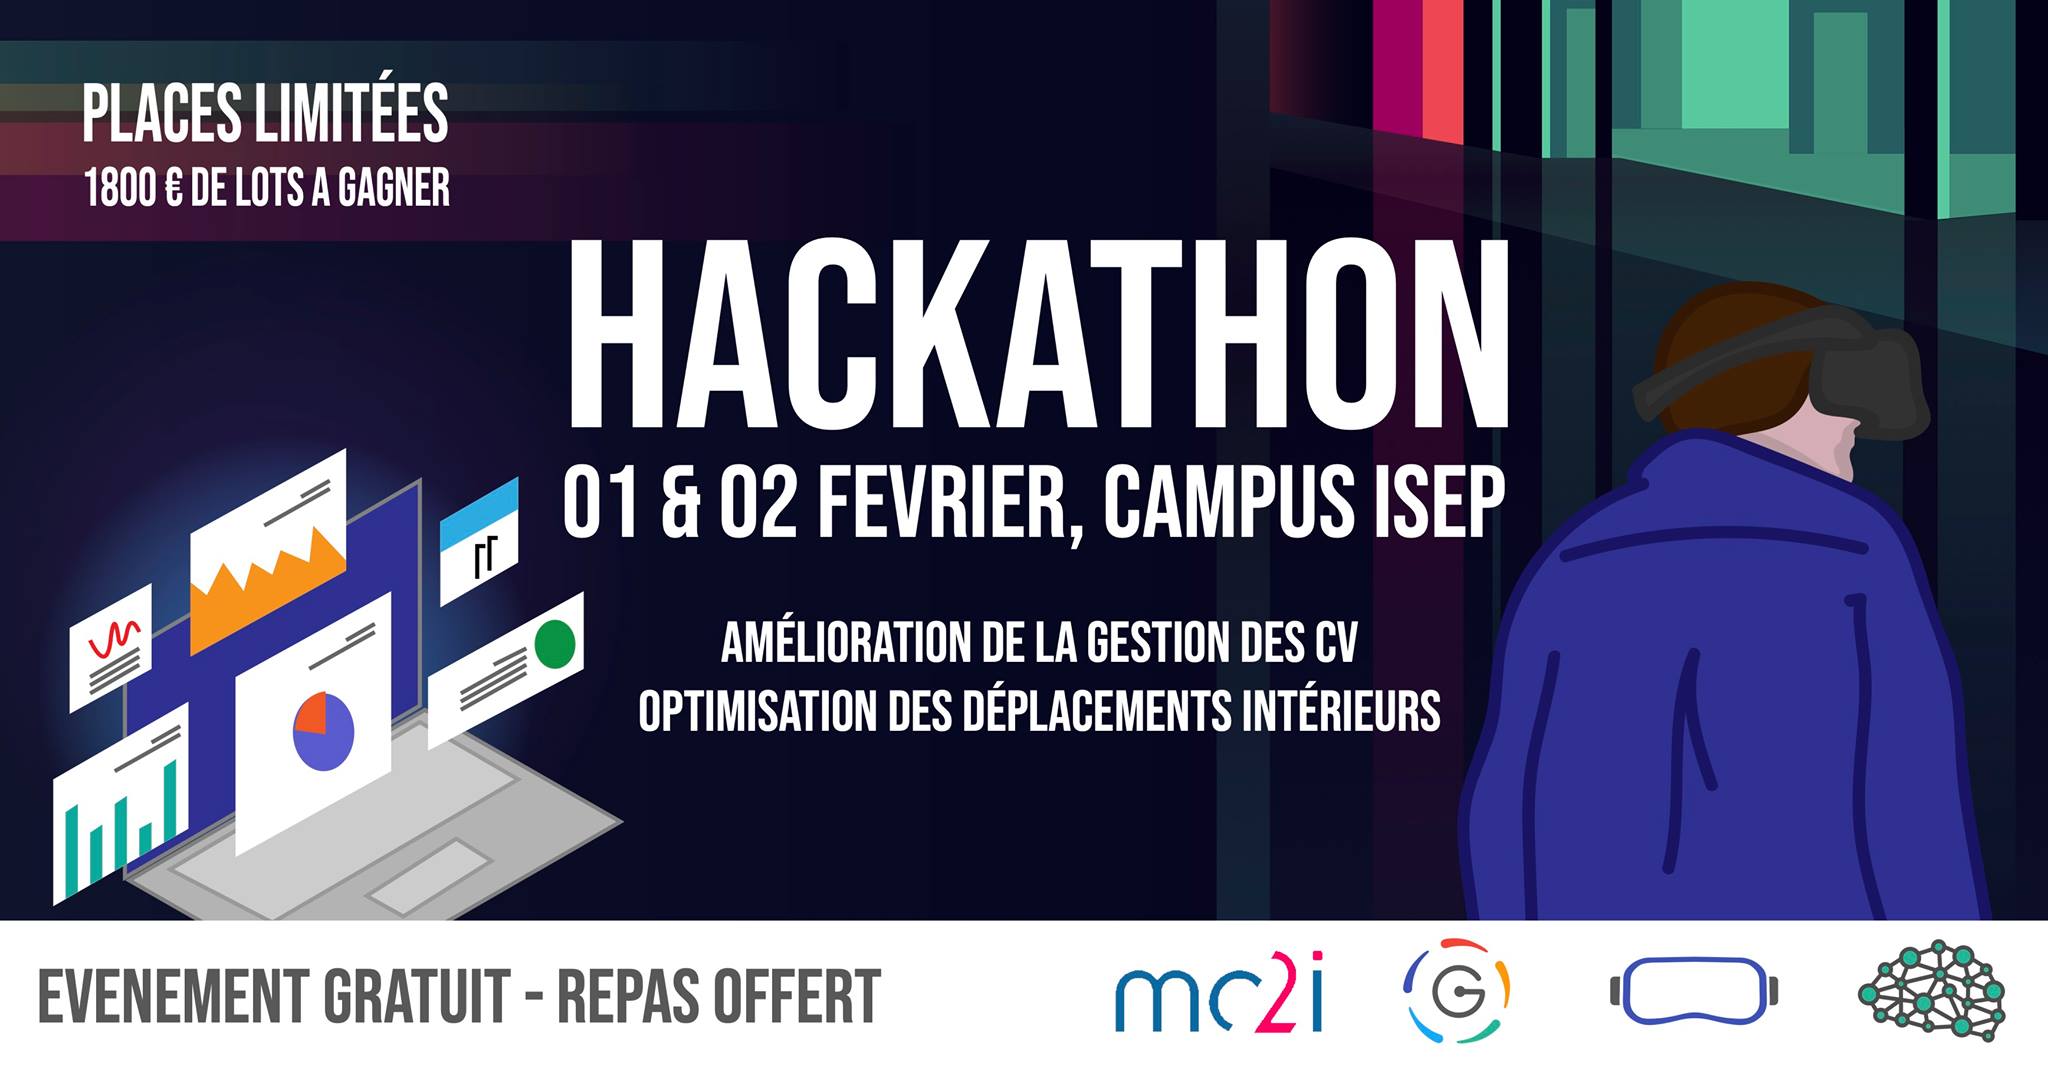 PLACES LIMITÉES
1800 € DE LOTS A GAGNER
HACKATHON
01 & 02 FEVRIER, CAMPUS ISEP
AMÉLIORATION DE LA GESTION DES CV
OPTIMISATION DES DÉPLACEMENTS INTÉRIEURS
EVENEMENT GRATUIT - REPAS OFFERT
mc2i
G